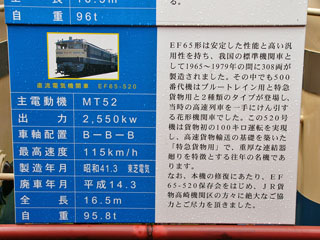 全 長 16.5m
自 重 96t
直流電気機関車 EF65-520
主電動機 MT52
出 力 2,550kw
車軸配置 B－B－B
最高速度 115km/h
製造年月 昭和41.3 東芝電気
廃車年月 平成14.3
全 長 16.5m
自 重 95.8t
EF65形は安定した性能と高い汎
用性を持ち、我国の標準機関車と
して1965~1979年の間に308両が
製造されました。その中でも500
番代機はブルートレイン用と特急
貨物用と2種類のタイプが登場し、
当時の高速列車を一手にけん引す
る花形機関車でした。この520号
機は貨物初の100キロ運転を実現
し、高速貨物輸送の基礎を築いた
「特急貨物用」で、重厚な連結器
廻りを特徴とする往年の名機であ
ります。
なお、本機の修復にあたり、EF
65-520保存会をはじめ、JR貨
物高崎機関区の方々に絶大なご協
力とご尽力を頂きました。